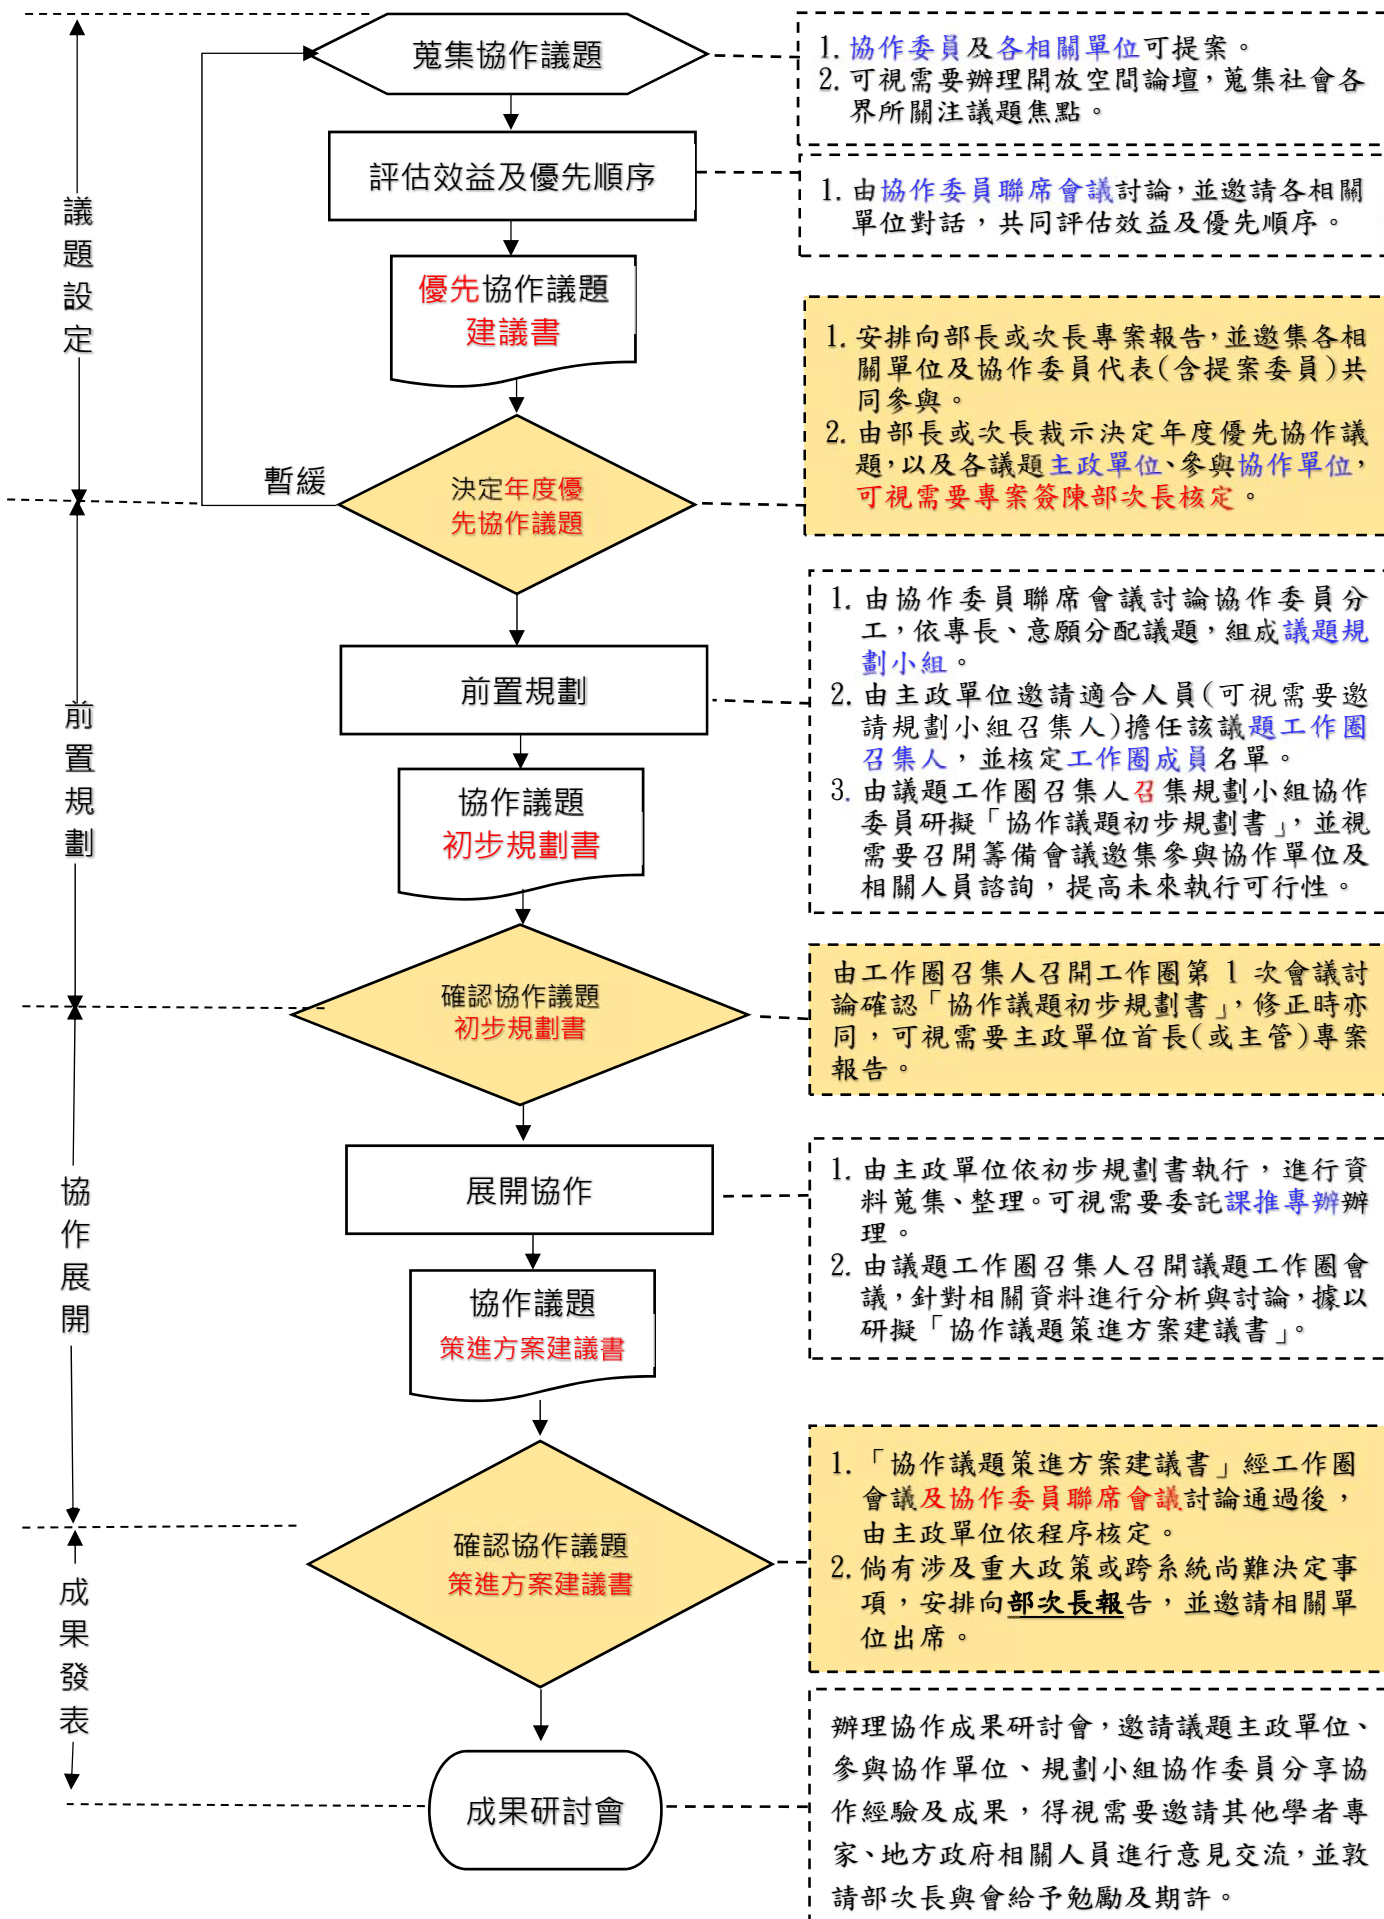 蒐集協作議題
1. 協作委員及各相關單位可提案。
2. 可視需要辦理開放空間論壇，蒐集社會各
界所關注議題焦點。
評估效益及優先順序
1. 由協作委員聯席會議討論，並邀請各相關
單位對話，共同評估效益及優先順序。
議題設定
優先協作議題
建議書
1. 安排向部長或次長專案報告，並邀集各相
關單位及協作委員代表(含提案委員)共
同參與。
2. 由部長或次長裁示決定年度優先協作議
題，以及各議題主政單位、參與協作單位，
可視需要專案簽陳部次長核定。
暫緩
決定年度優
先協作議題
前置規劃
1. 由協作委員聯席會議討論協作委員分
工，依專長、意願分配議題，組成議題規
劃小組。
2. 由主政單位邀請適合人員(可視需要邀
請規劃小組召集人)擔任該議題工作圈
召集人，並核定工作圈成員名單。
3. 由議題工作圈召集人召集規劃小組協作
委員研擬「協作議題初步規劃書」，並視
需要召開籌備會議邀集參與協作單位及
相關人員諮詢，提高未來執行可行性。
前置規劃
協作議題
初步規劃書
確認協作議題
初步規劃書
由工作圈召集人召開工作圈第 1 次會議討
論確認「協作議題初步規劃書」，修正時亦
同，可視需要主政單位首長(或主管)專案
報告。
協作展開
展開協作
1. 由主政單位依初步規劃書執行，進行資
料蒐集、整理。可視需要委託課推專辦辦
理。
2. 由議題工作圈召集人召開議題工作圈會
議，針對相關資料進行分析與討論，據以
研擬「協作議題策進方案建議書」。
協作議題
策進方案建議書
確認協作議題
策進方案建議書
1. 「協作議題策進方案建議書」經工作圈
會議及協作委員聯席會議討論通過後，
由主政單位依程序核定。
2. 倘有涉及重大政策或跨系統尚難決定事
項，安排向部次長報告，並邀請相關單
位出席。
成果發表
成果研討會
辦理協作成果研討會，邀請議題主政單位、
參與協作單位、規劃小組協作委員分享協
作經驗及成果，得視需要邀請其他學者專
家、地方政府相關人員進行意見交流，並敦
請部次長與會給予勉勵及期許。